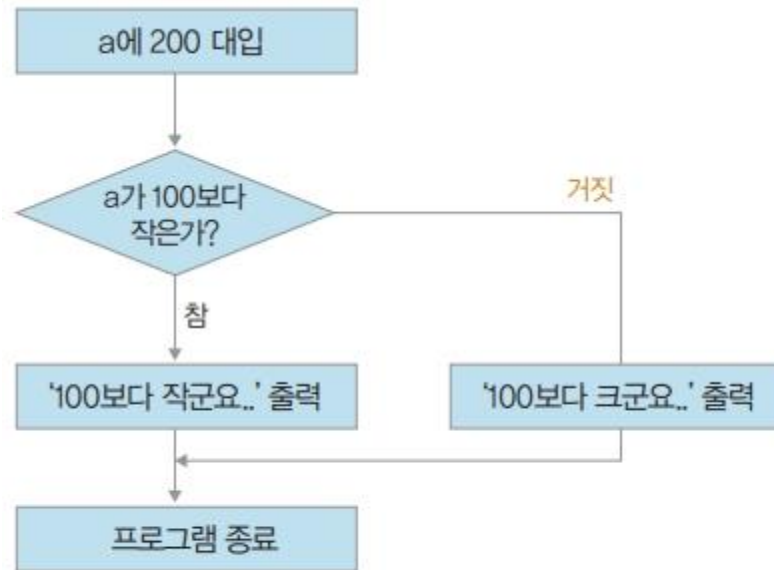 a에 200 대입
a가 100보다
작은가?
거짓
참
'100보다 작군요..' 출력
'100보다 크군요..' 출력
프로그램 종료